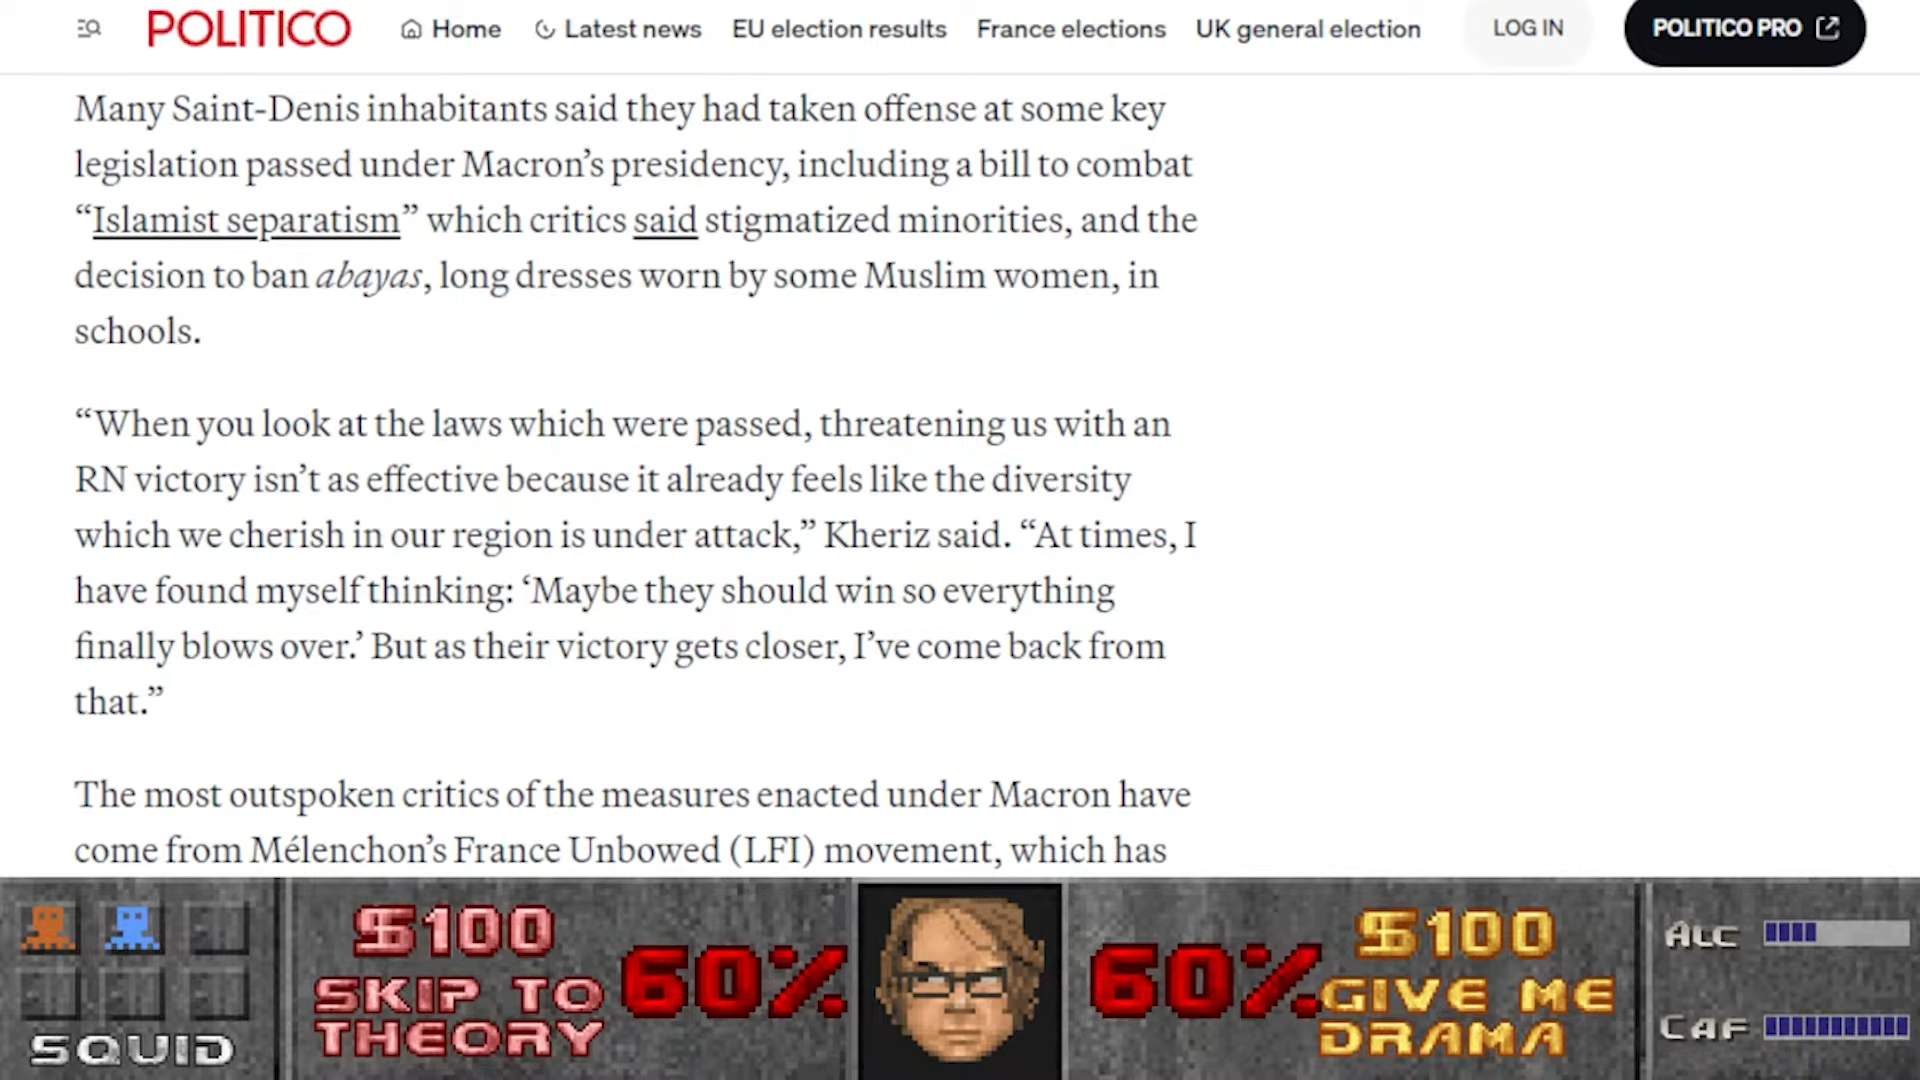 POLITICO
Home
Latest news
EU election results
France elections
UK general election
LOG IN
POLITICO PRO
Many Saint-Denis inhabitants said they had taken offense at some key
legislation passed under Macron’s presidency, including a bill to combat
“Islamist separatism” which critics said stigmatized minorities, and the
decision to ban abayas, long dresses worn by some Muslim women, in
schools.
“When you look at the laws which were passed, threatening us with an
RN victory isn’t as effective because it already feels like the diversity
which we cherish in our region is under attack,” Kheriz said. “At times, I
have found myself thinking: ‘Maybe they should win so everything
finally blows over.’ But as their victory gets closer, I’ve come back from
that.”
The most outspoken critics of the measures enacted under Macron have
come from Mélenchon’s France Unbowed (LFI) movement, which has
SQUID
$100
SKIP TO
THEORY
60%
60%
$100
GIVE ME
DRAMA
ALC
CAF